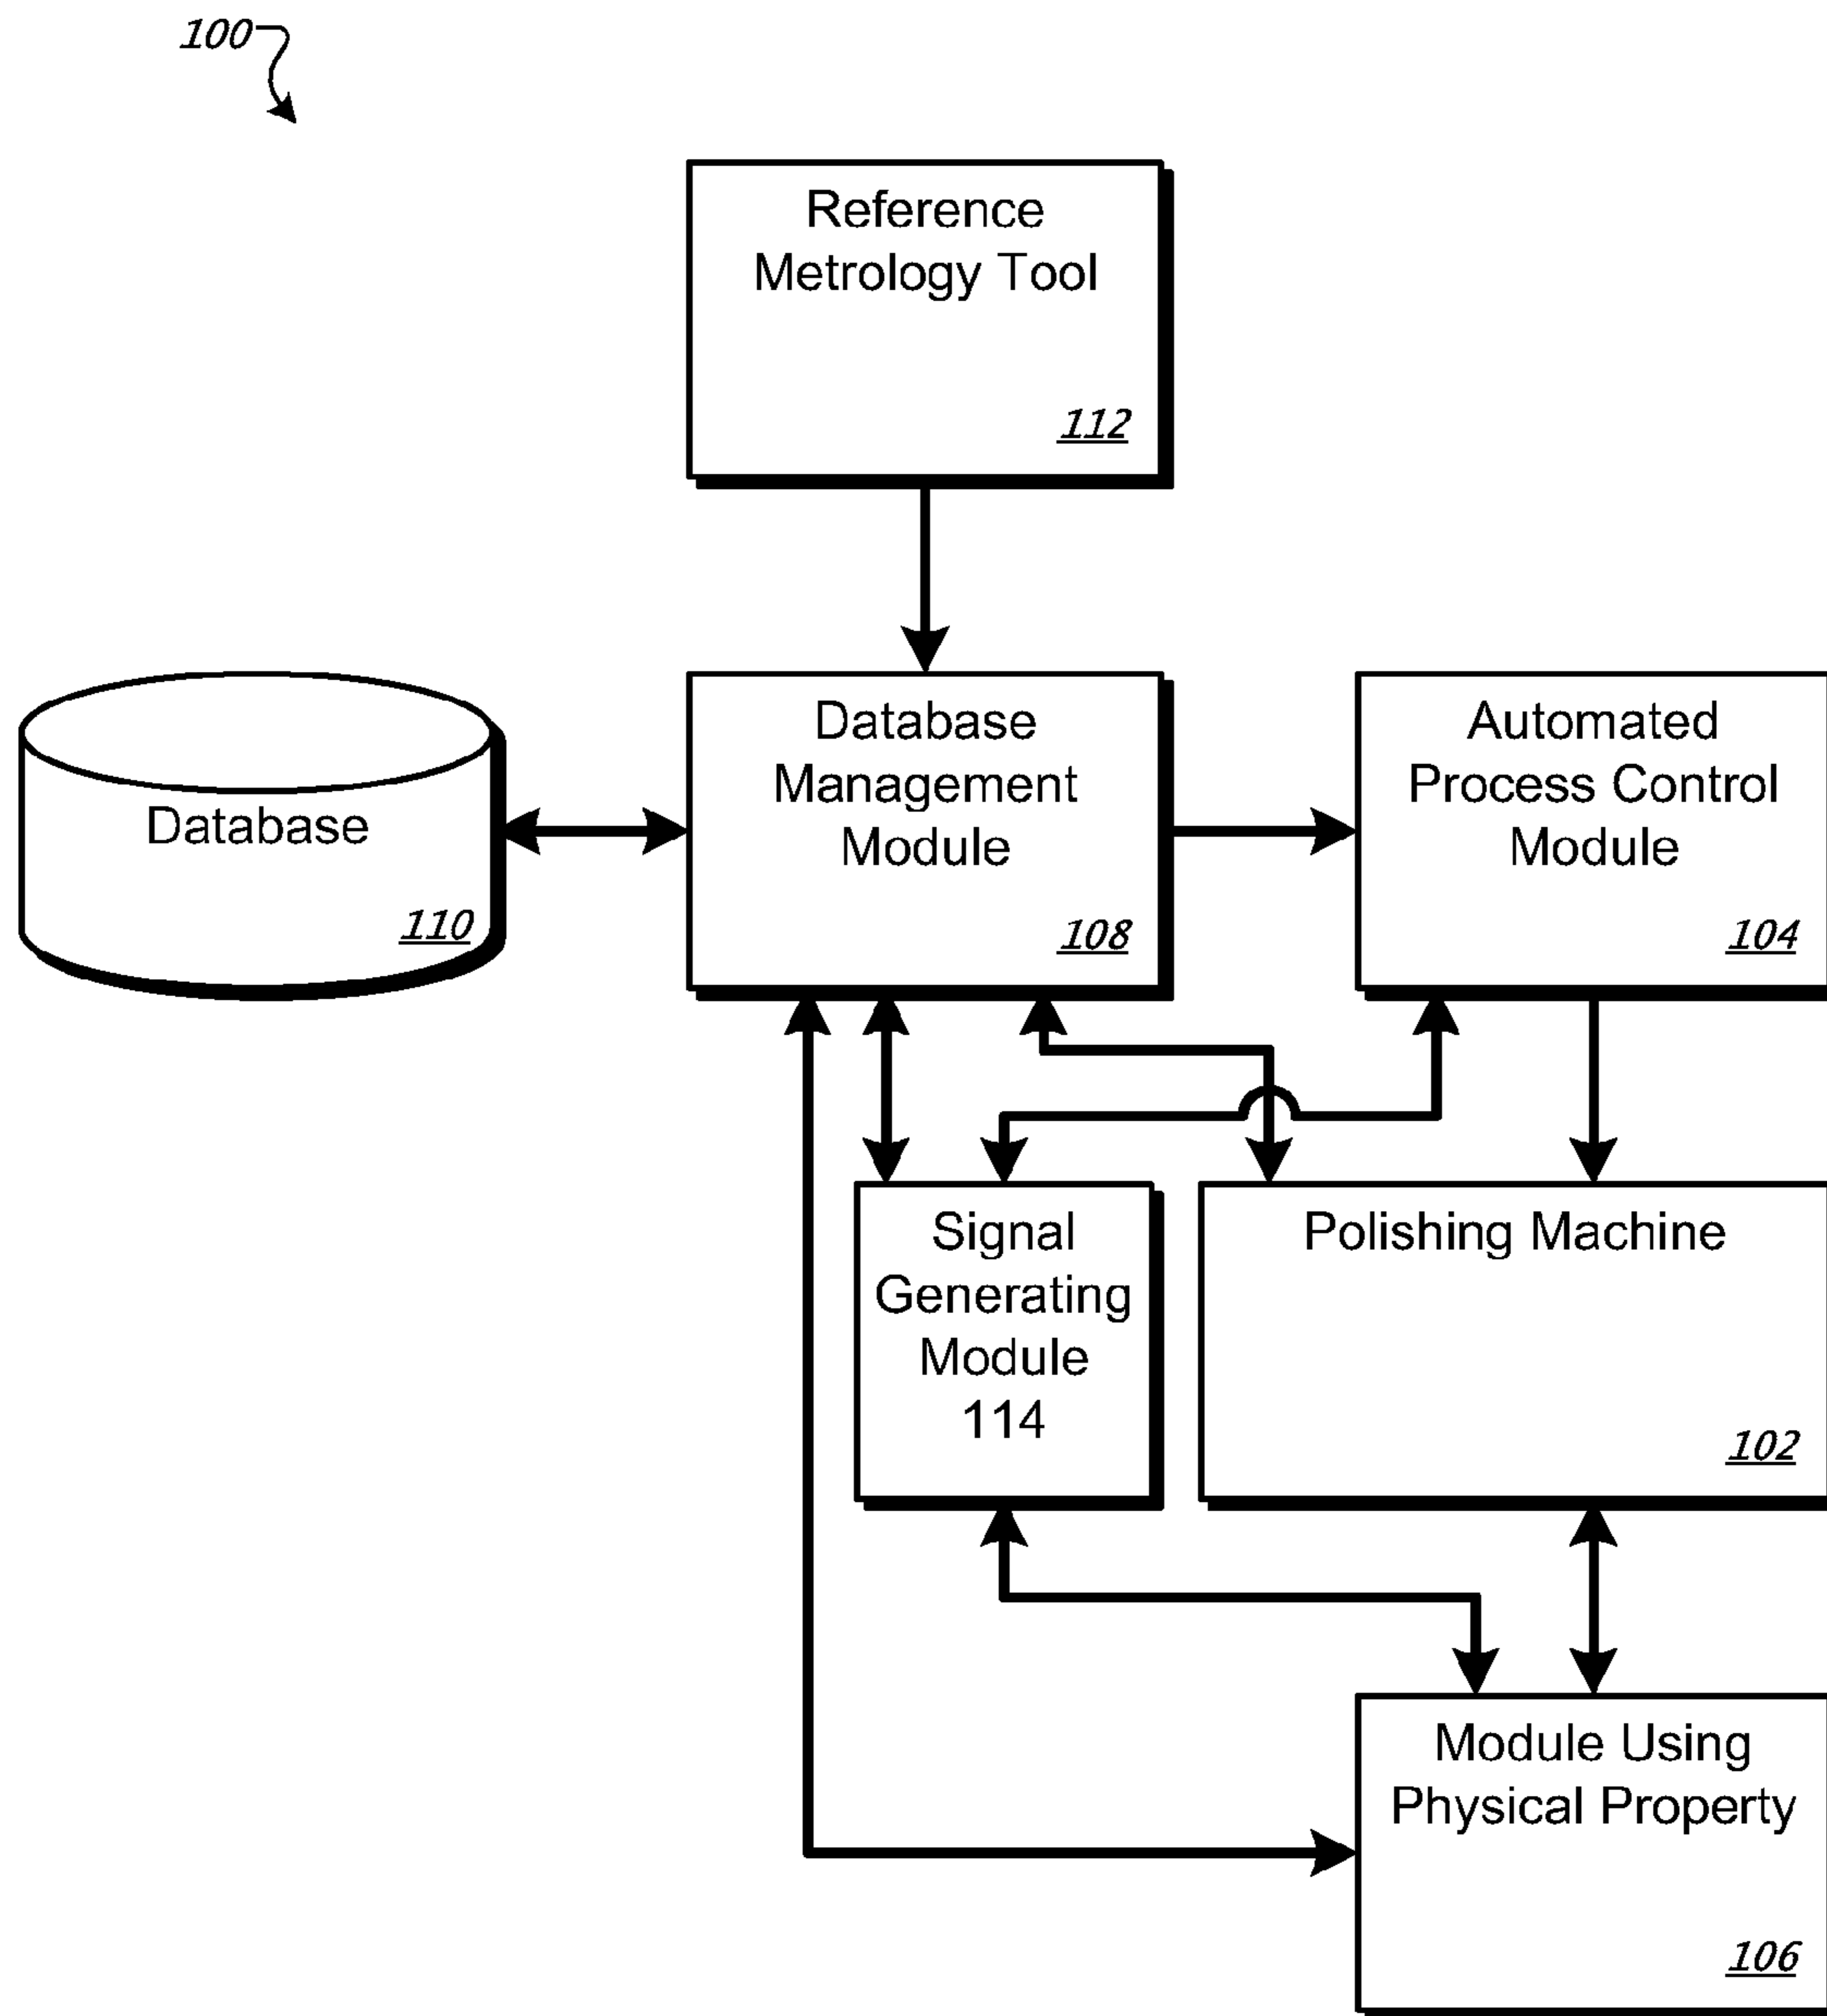 100
Reference
Metrology Tool
112
Database
110
Database
Management
Module
108
Automated
Process Control
Module
104
Signal
Generating
Module
114
Polishing Machine
102
Module Using
Physical Property
106